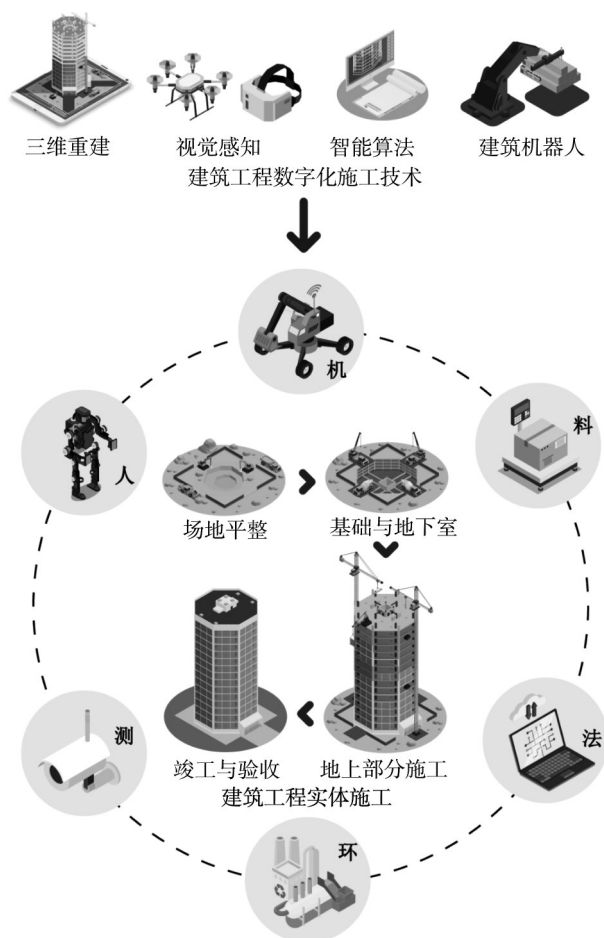 三维重建 视觉感知 智能算法 建筑机器人
建筑工程数字化施工技术
机
料
人
场地平整 基础与地下室
测
法
竣工与验收 地上部分施工
建筑工程实体施工
环